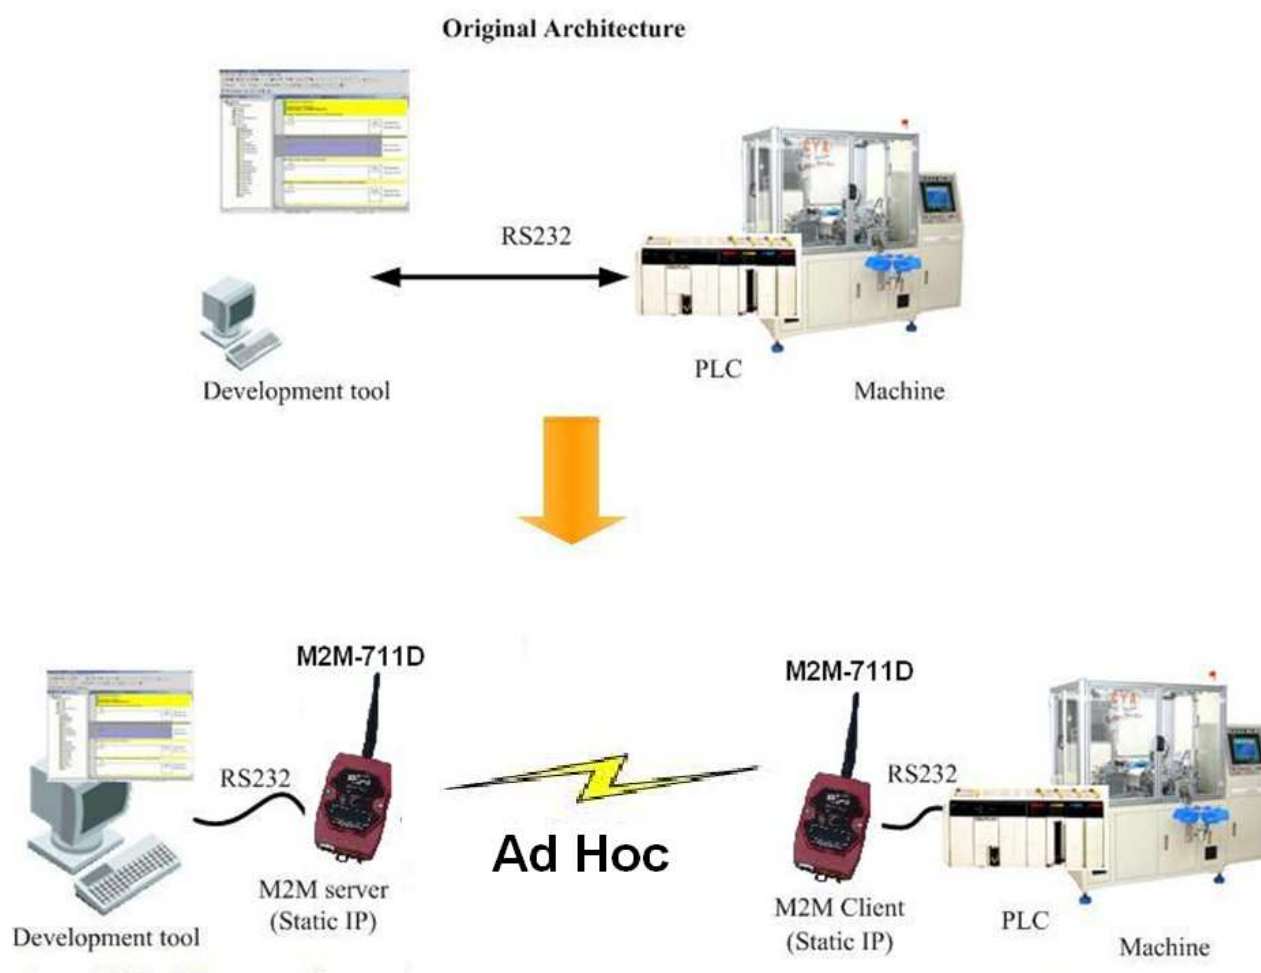 Original Architecture
RS232
PLC
Development tool
Machine
M2M-711D
M2M-711D
RS232
RS232
Ad Hoc
M2M server
(Static IP)
M2M Client
(Static IP)
PLC
Development tool
Machine